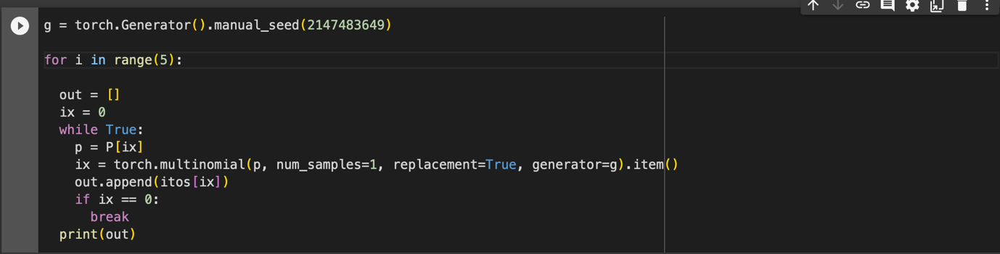 g = torch.Generator().manual_seed(2147483649)
for i in range(5):
out = []
ix = 0
while True:
p = P[ix]
ix = torch.multinomial(p, num_samples=1, replacement=True, generator=g).item()
out.append(itos[ix])
if ix == 0:
break
print(out)